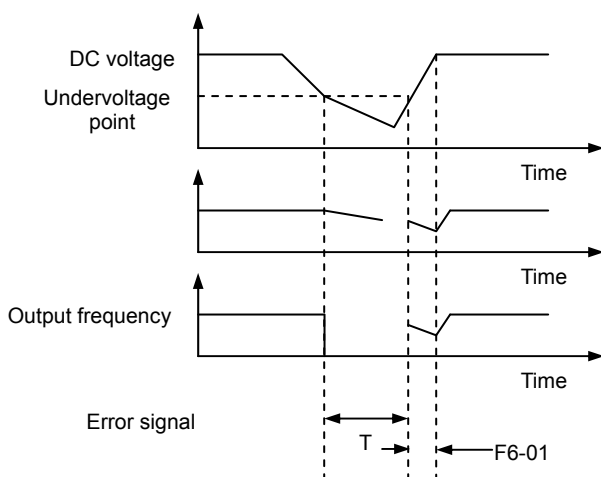 DC voltage
Undervoltage
point
Time
Time
Output frequency
Time
Error signal
T
F6-01